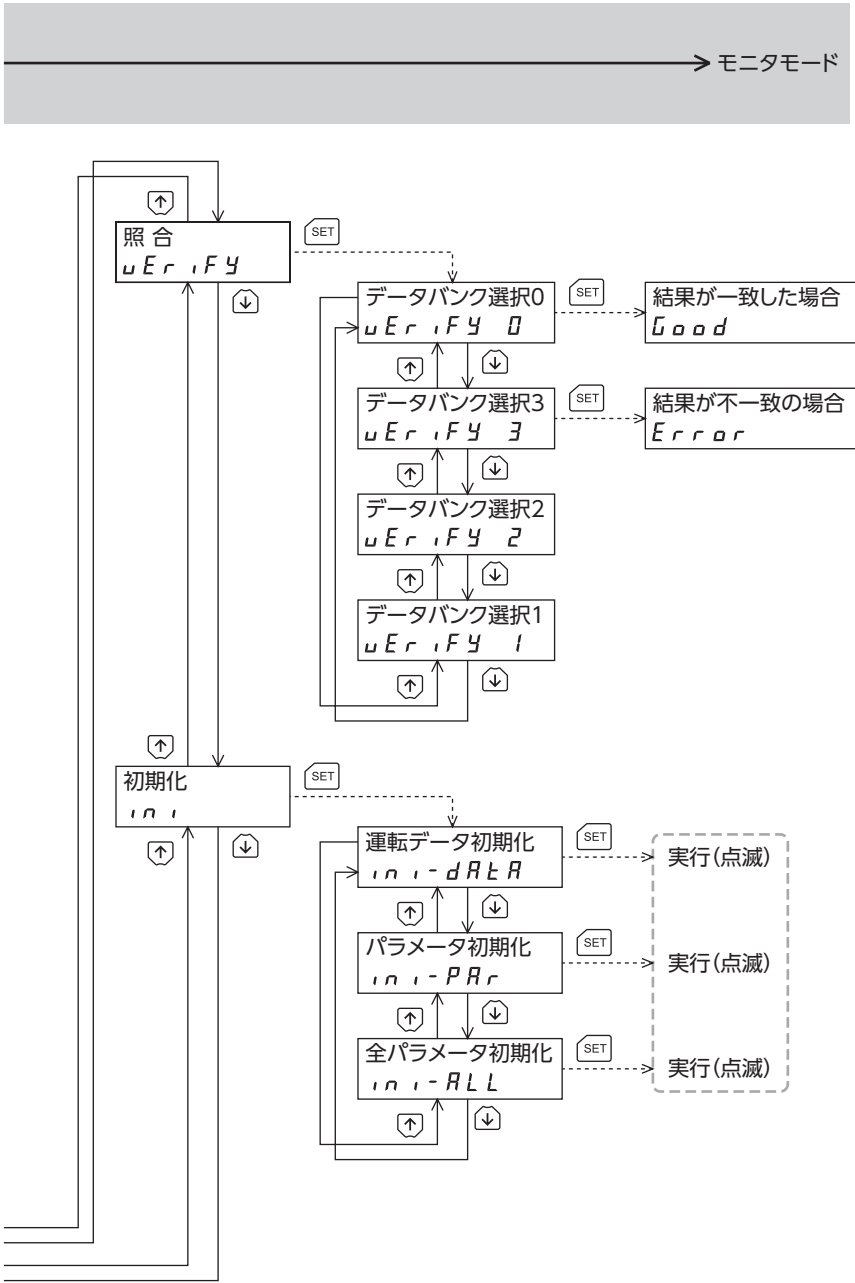 モニタモード
照 合
uEriFY
SET
データバンク選択0
uEriFY 0
SET
結果が一致した場合
Good
データバンク選択3
uEriFY 3
SET
結果が不一致の場合
Error
データバンク選択2
uEriFY 2
データバンク選択1
uEriFY 1
初期化
ini
SET
運転データ初期化
ini-dAtA
SET
実行(点滅)
パラメータ初期化
ini-PAr
SET
実行(点滅)
全パラメータ初期化
ini-ALL
SET
実行(点滅)